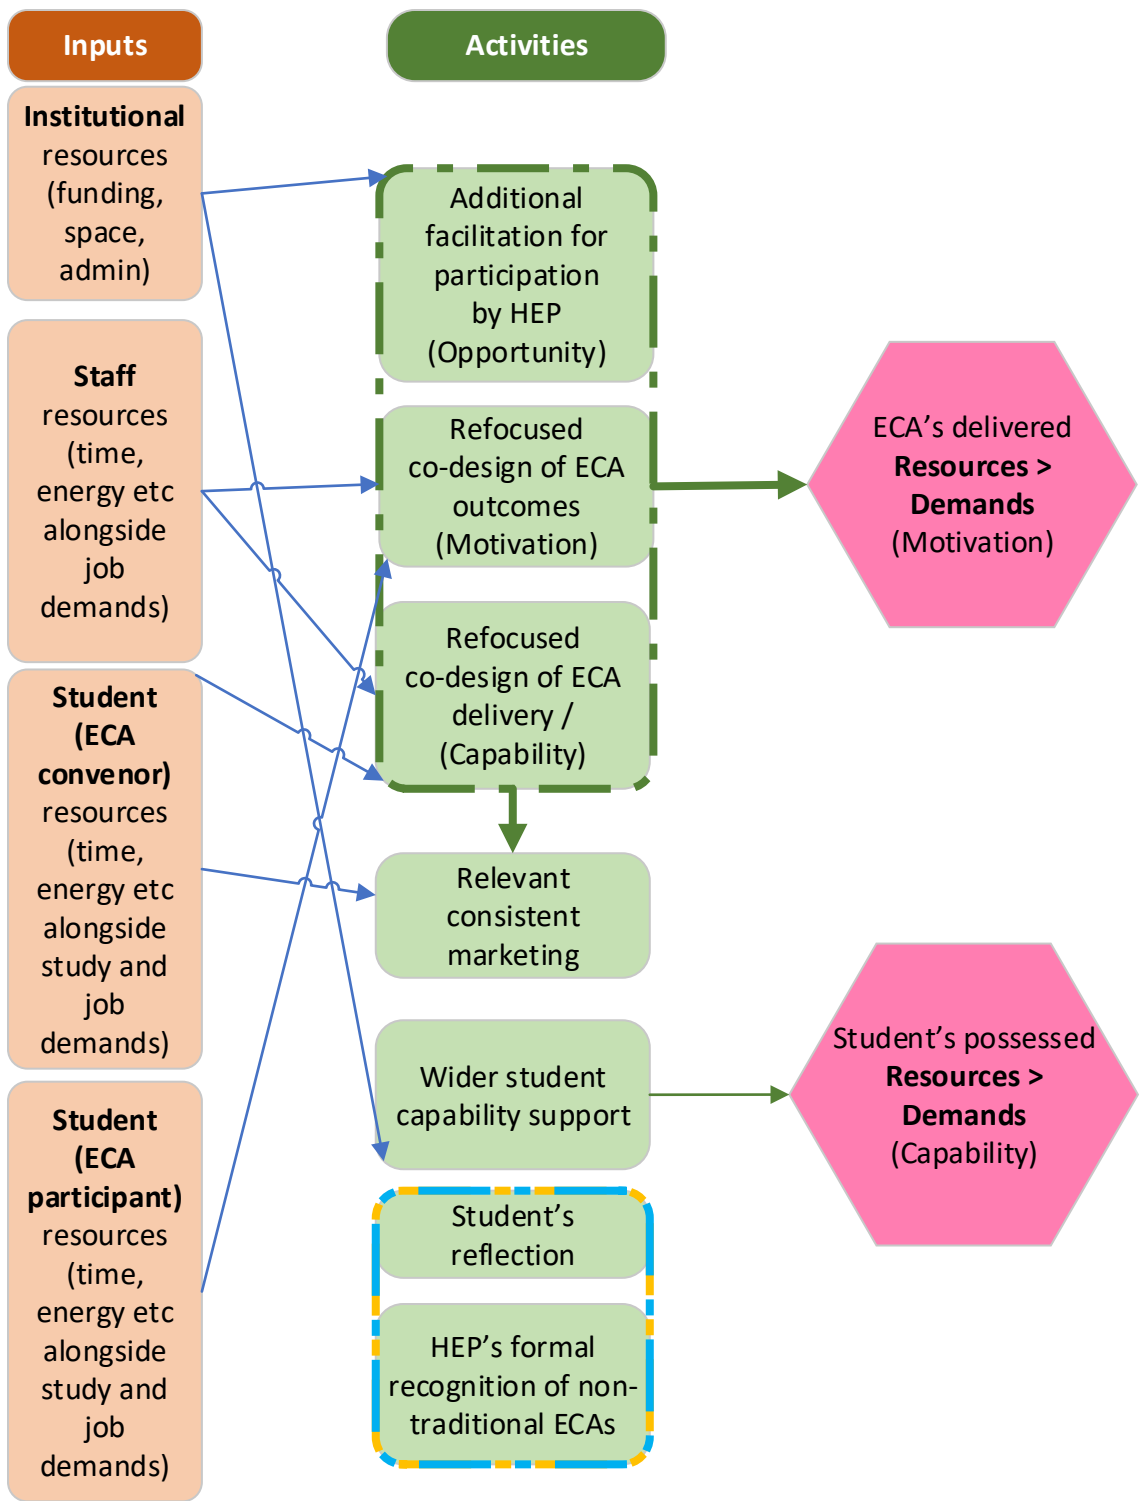 Inputs
Institutional
resources
(funding,
space,
admin)
Staff
resources
(time,
energy etc
alongside
job
demands)
Student
(ECA
convenor)
resources
(time,
energy etc
alongside
study and
job
demands)
Student
(ECA
participant)
resources
(time,
energy etc
alongside
study and
job
demands)
Activities
Additional
facilitation for
participation
by HEP
(Opportunity)
Refocused
co-design of ECA
outcomes
(Motivation)
Refocused
co-design of ECA
delivery /
(Capability)
Relevant
consistent
marketing
Wider student
capability support
Student’s
reflection
HEP’s formal
recognition of non-
traditional ECAs
ECA’s delivered
Resources >
Demands
(Motivation)
Student’s possessed
Resources >
Demands
(Capability)